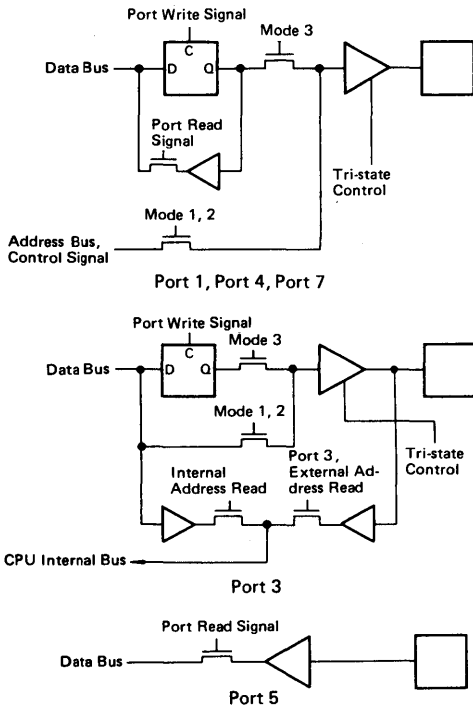 Port Write Signal
Mode 3
C
Data Bus
D
Q
Port Read
Signal
Tri-state
Control
Mode 1, 2
Address Bus,
Control Signal
Port 1, Port 4, Port 7
Port Write Signal
Mode 3
C
Data Bus
D
Q
Mode 1, 2
Port 3,
External Ad-
dress Read
Tri-state
Control
Internal
Address Read
CPU Internal Bus
Port 3
Port Read Signal
Data Bus
Port 5